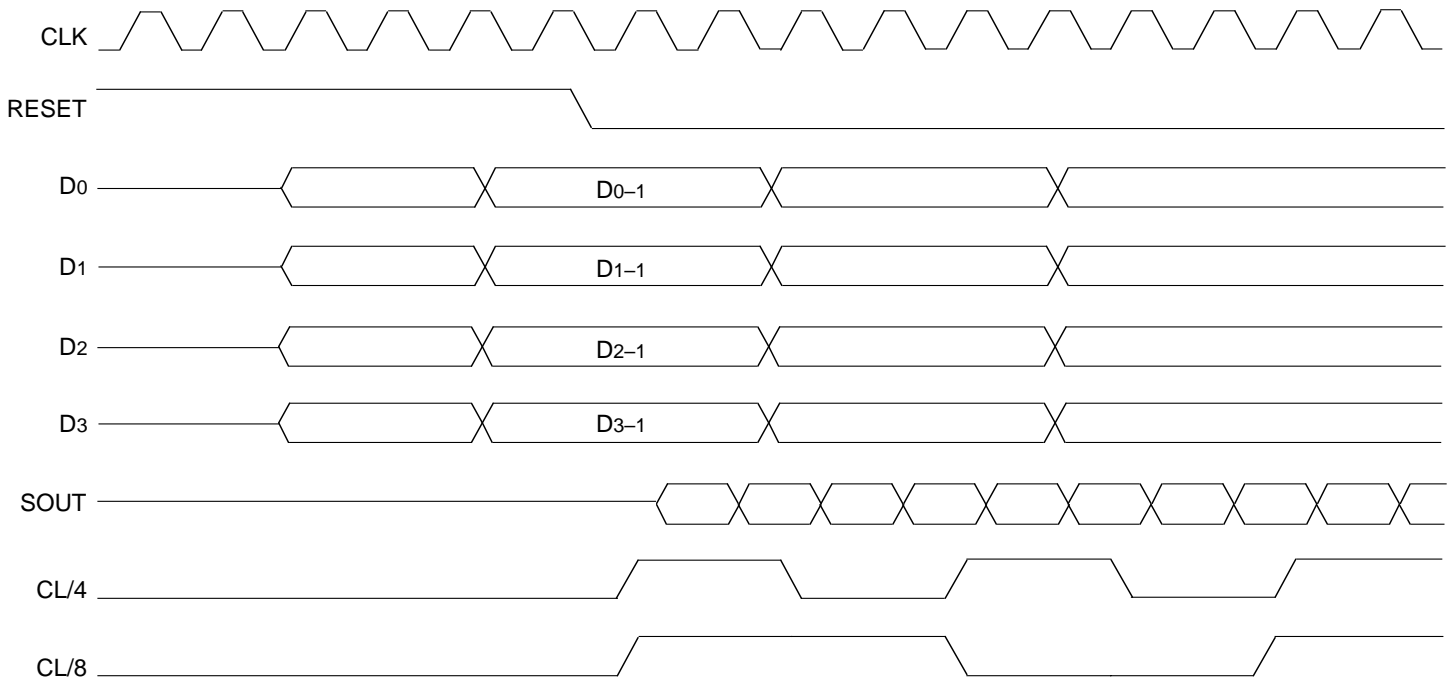 CLK
RESET
D0
D0–1
D1
D1–1
D2
D2–1
D3
D3–1
SOUT
CL/4
CL/8